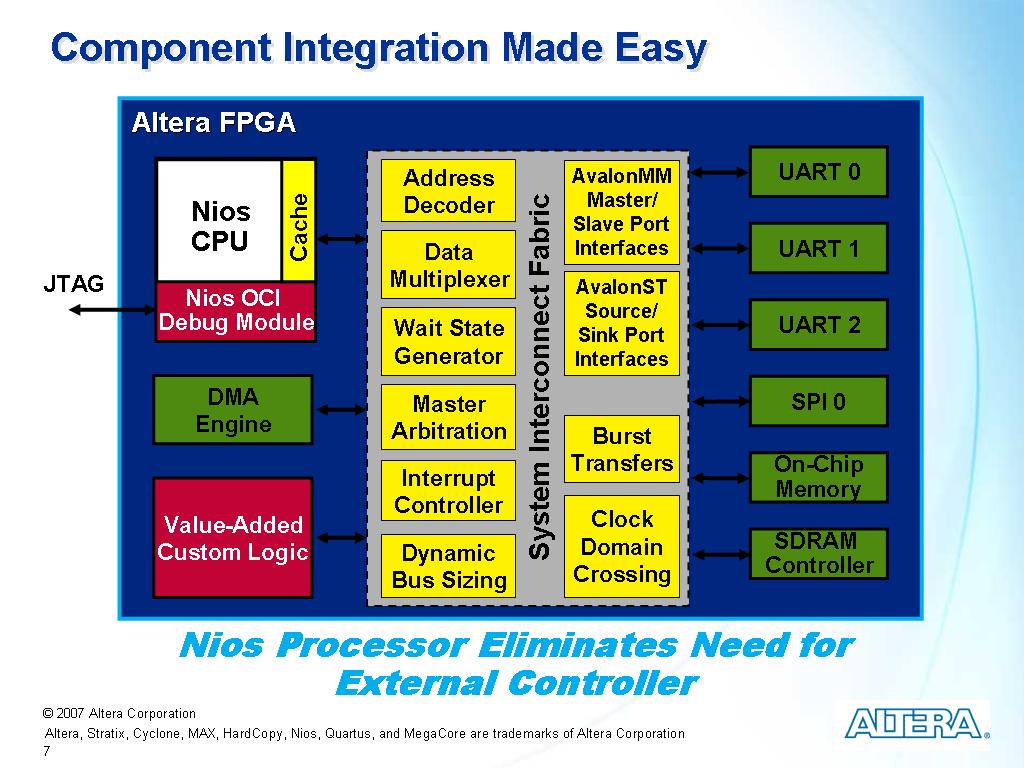 Component Integration Made Easy
Altera FPGA
Nios
CPU
Cache
Nios OCI
Debug Module
JTAG
DMA
Engine
Value-Added
Custom Logic
Address
Decoder
Data
Multiplexer
Wait State
Generator
Master
Arbitration
Interrupt
Controller
Dynamic
Bus Sizing
System Interconnect Fabric
AvalonMM
Master/
Slave Port
Interfaces
AvalonST
Source/
Sink Port
Interfaces
Burst
Transfers
Clock
Domain
Crossing
UART 0
UART 1
UART 2
SPI 0
On-Chip
Memory
SDRAM
Controller
Nios Processor Eliminates Need for
External Controller
© 2007 Altera Corporation
Altera, Stratix, Cyclone, MAX, HardCopy, Nios, Quartus, and MegaCore are trademarks of Altera Corporation
7
ALTERA®